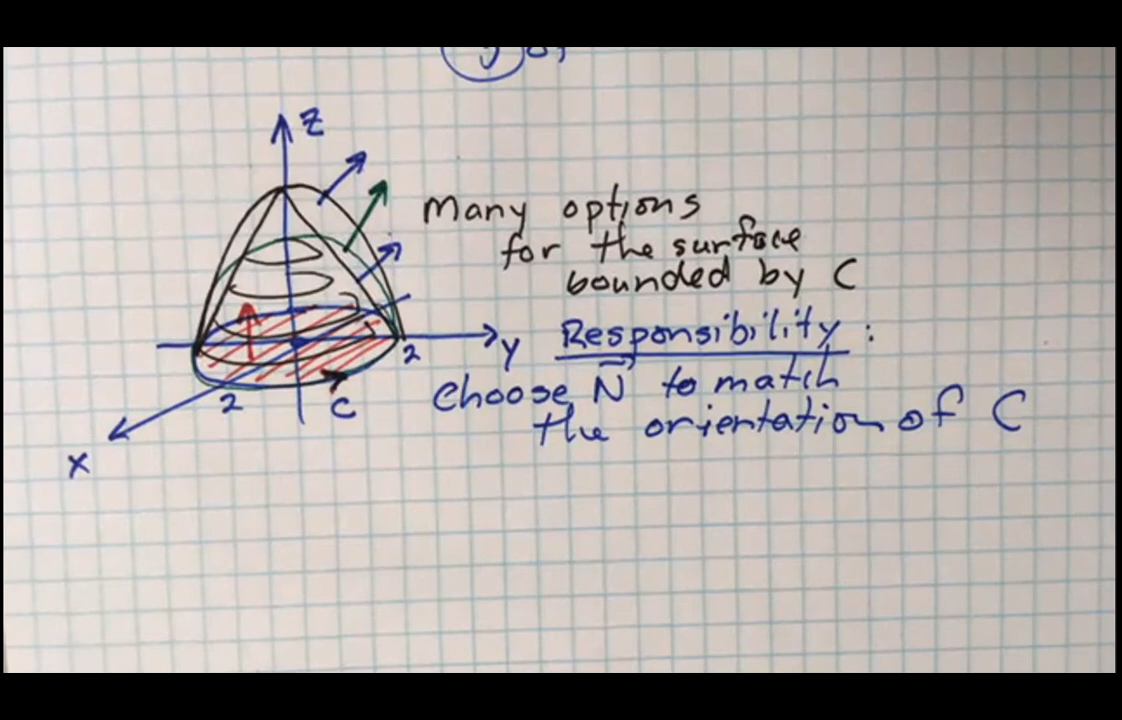 z
Many options
for the surface
bounded by C
Responsibility:
2
y
Choose N to match
2
C
the orientation of C
x